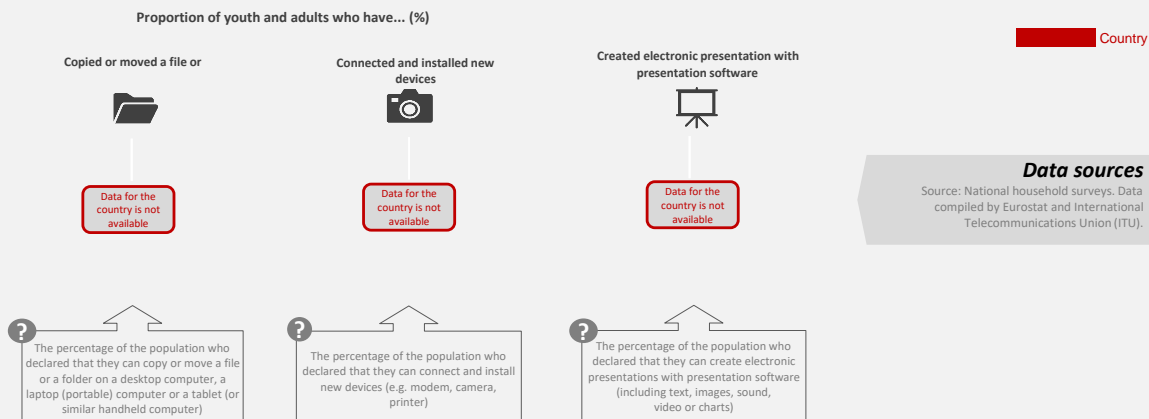 Proportion of youth and adults who have... (%)
Country
Copied or moved a file or
Connected and installed new
devices
Created electronic presentation with
presentation software
Data for the
country is not
available
Data for the
country is not
available
Data for the
country is not
available
Data sources
Source: National household surveys. Data
compiled by Eurostat and International
Telecommunications Union (ITU).
?
The percentage of the population who
declared that they can copy or move a file
or a folder on a desktop computer, a
laptop (portable) computer or a tablet (or
similar handheld computer)
?
The percentage of the population who
declared that they can connect and install
new devices (e.g. modem, camera,
printer)
?
The percentage of the population who
declared that they can create electronic
presentations with presentation software
(including text, images, sound,
video or charts)